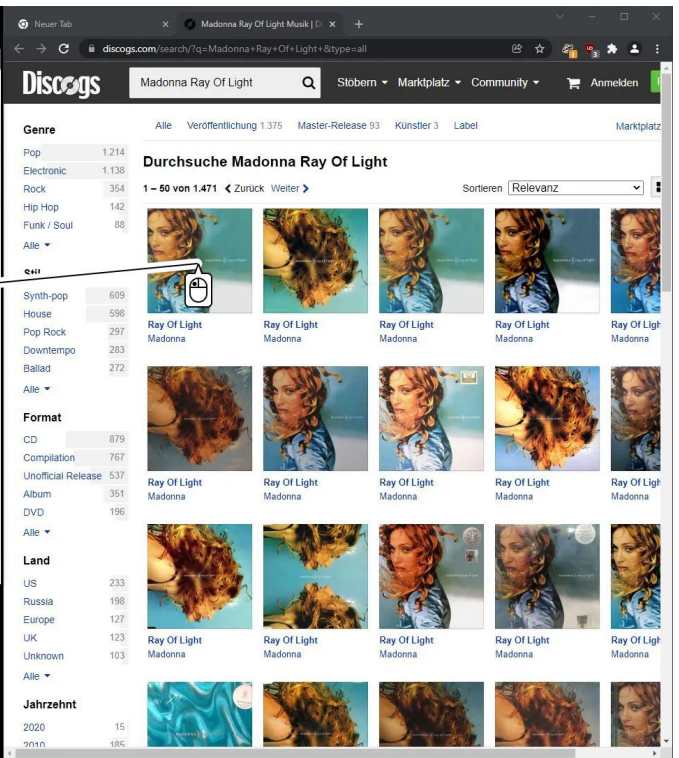 Neuer Tab
Madonna Ray Of Light Musik | D
discogs.com/search/?q=Madonna+Ray+Of+Light+&type=all
Discogs
Madonna Ray Of Light
Stöbern
Marktplatz
Community
Anmelden
Alle Veröffentlichung 1.375 Master-Release 93 Künstler 3 Label Marktplatz
Durchsuche Madonna Ray Of Light
1 – 50 von 1.471 Zurück Weiter
Sortieren Relevanz
Genre
Pop 1.214
Electronic 1.138
Rock 354
Hip Hop 142
Funk / Soul 88
Alle
Stil
Synth-pop 609
House 598
Pop Rock 297
Downtempo 283
Ballad 272
Alle
Format
CD 879
Compilation 767
Unofficial Release 537
Album 351
DVD 196
Alle
Land
US 233
Russia 198
Europe 127
UK 123
Unknown 103
Alle
Jahrzehnt
2020 15
2010 185
Ray Of Light Ray Of Light Ray Of Light Ray Of Light Ray Of Ligh
Madonna Madonna Madonna Madonna Madonna
Ray Of Light Ray Of Light Ray Of Light Ray Of Light Ray Of Ligh
Madonna Madonna Madonna Madonna Madonna
Ray Of Light Ray Of Light Ray Of Light Ray Of Light Ray Of Ligh
Madonna Madonna Madonna Madonna Madonna